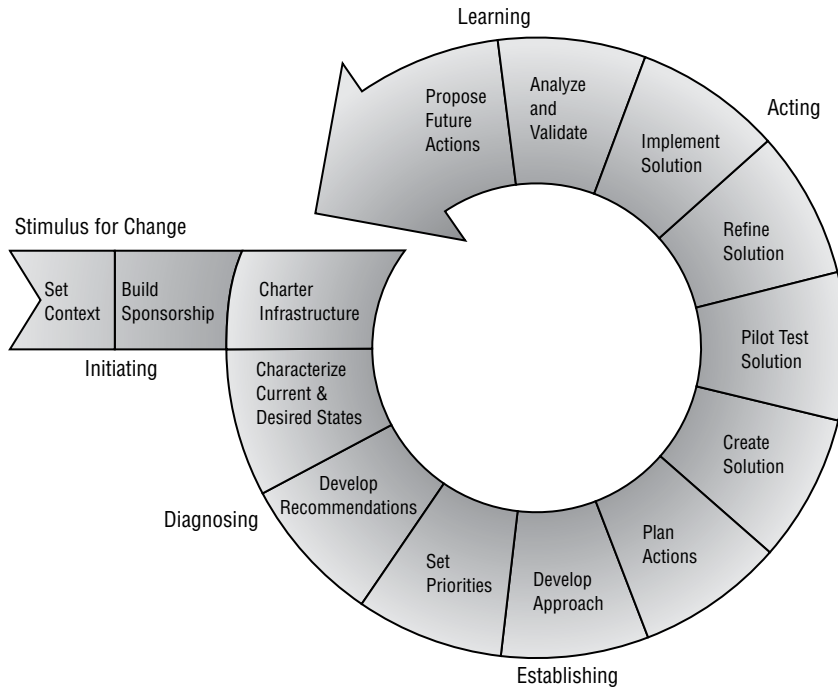 Learning
Acting
Propose
Future
Actions
Analyze
and
Validate
Implement
Solution
Refine
Solution
Pilot Test
Solution
Create
Solution
Plan
Actions
Develop
Approach
Set
Priorities
Develop
Recommendations
Characterize
Current &
Desired States
Charter
Infrastructure
Stimulus for Change
Set
Context
Build
Sponsorship
Initiating
Diagnosing
Establishing